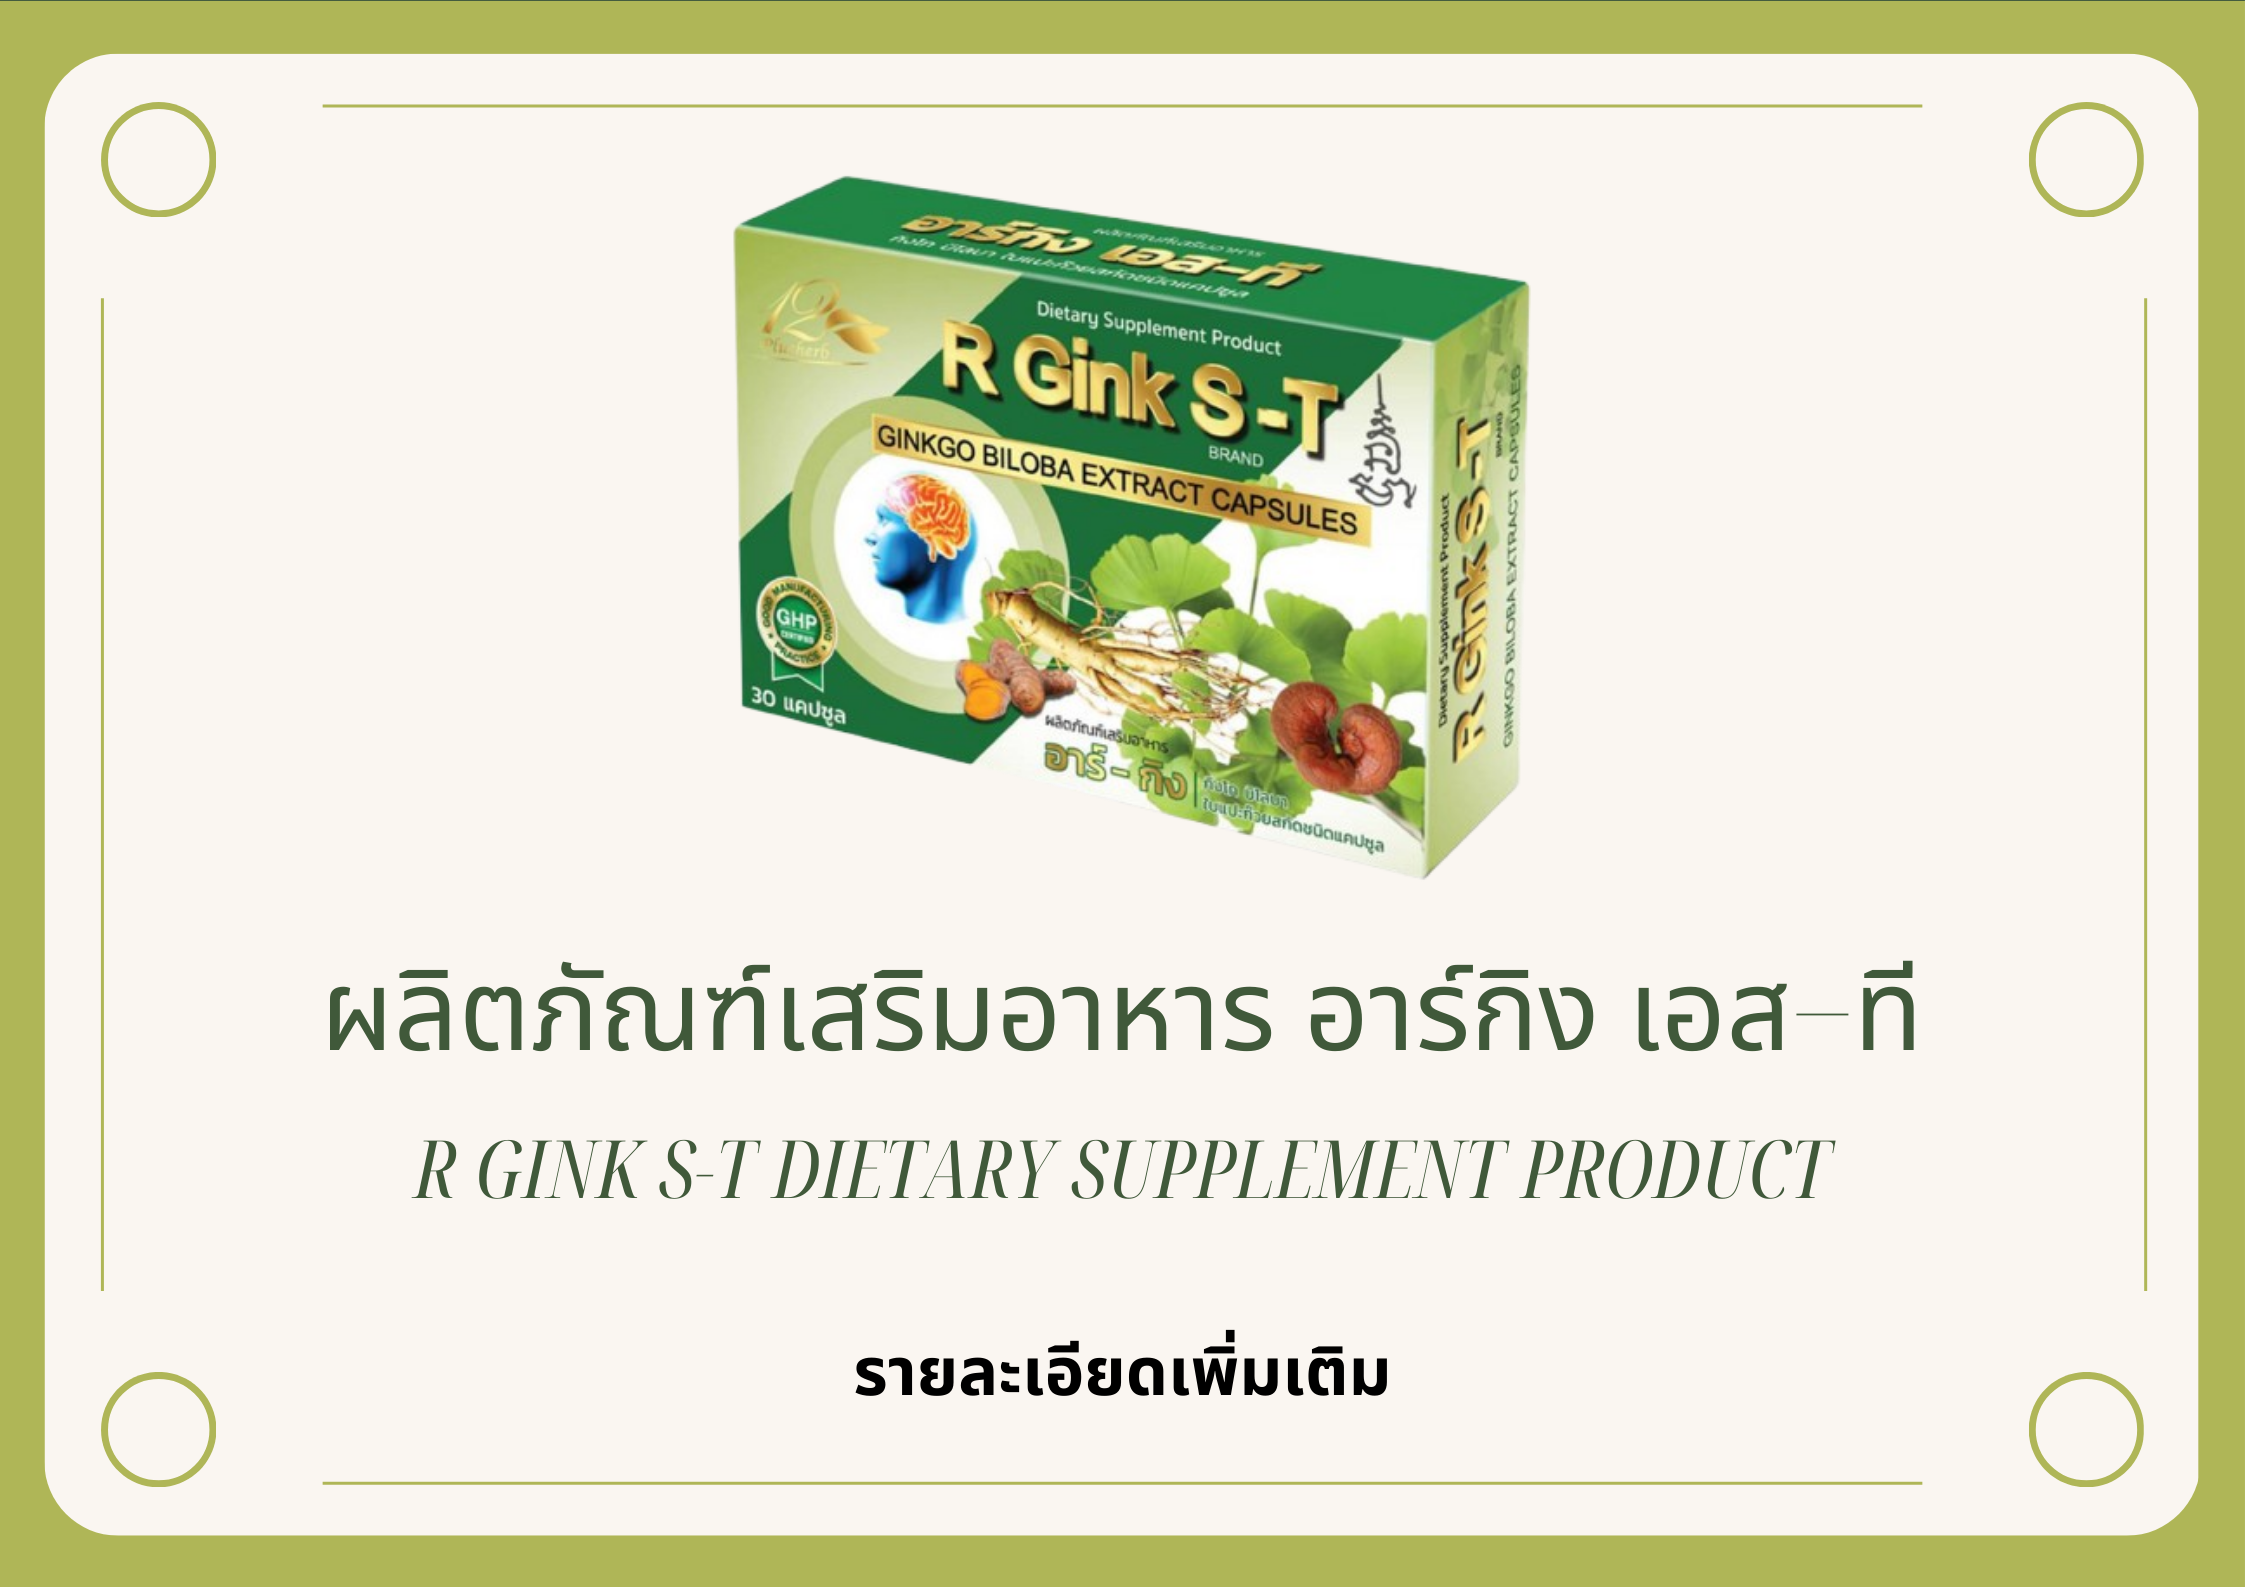 อาร์กิง เอส-ที
ผลิตภัณฑ์เสริมอาหาร
กิงโก บิโลบา ใบแปะก๊วยสกัดชนิดแคปซูล
Plusherb
Dietary Supplement Product
R Gink S-T
BRAND
GINKGO BILOBA EXTRACT CAPSULES
GOOD MANUFACTURING PRACTICE
GHP
CERTIFIED
30 แคปซูล
ผลิตภัณฑ์เสริมอาหาร
อาร์ - กิง
กิงโก บิโลบา
ใบแปะก๊วยสกัดชนิดแคปซูล
Dietary Supplement Product
R Gink S-T
BRAND
GINKGO BILOBA EXTRACT CAPSULES
ผลิตภัณฑ์เสริมอาหาร อาร์กิง เอส-ที
R GINK S-T DIETARY SUPPLEMENT PRODUCT
รายละเอียดเพิ่มเติม